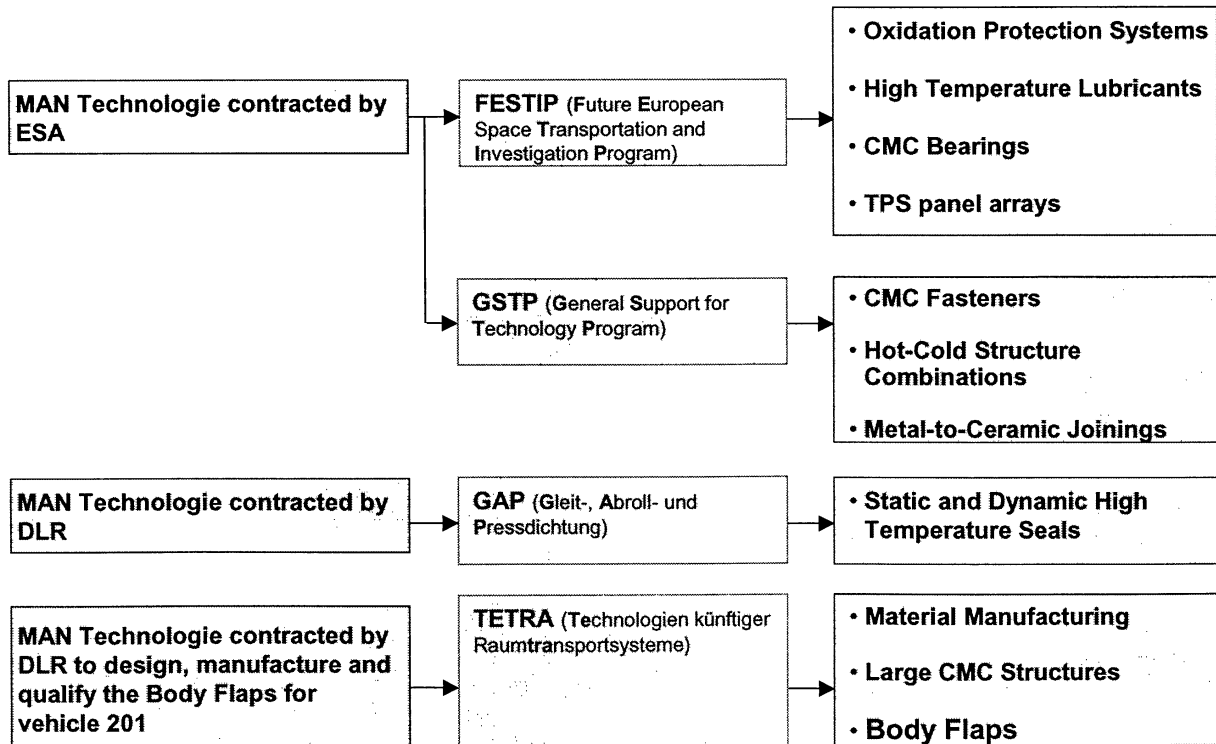 MAN Technologie contracted by
ESA
FESTIP (Future European
Space Transportation and
Investigation Program)
• Oxidation Protection Systems
• High Temperature Lubricants
• CMC Bearings
• TPS panel arrays
GSTP (General Support for
Technology Program)
• CMC Fasteners
• Hot-Cold Structure
Combinations
• Metal-to-Ceramic Joinings
MAN Technologie contracted by
DLR
GAP (Gleit-, Abroll- und
Pressdichtung)
• Static and Dynamic High
Temperature Seals
MAN Technologie contracted by
DLR to design, manufacture and
qualify the Body Flaps for
vehicle 201
TETRA (Technologien künftiger
Raumtransportsysteme)
• Material Manufacturing
• Large CMC Structures
• Body Flaps